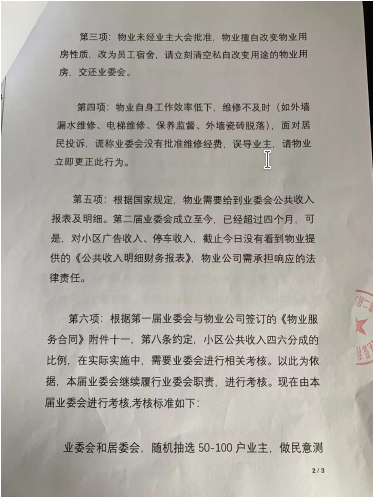 第三项：物业未经业主大会批准，物业擅自改变物业用
房性质，改为员工宿舍，请立刻清空私自改变用途的物业用
房，交还业委会。
第四项：物业自身工作效率低下，维修不及时（如外墙
漏水维修、电梯维修、保养监督、外墙瓷砖脱落），面对居
民投诉，谎称业委会没有批准维修经费，误导业主，请物业
立即更正此行为。
第五项：根据国家规定，物业需要给到业委会公共收入
报表及明细。第二届业委会成立至今，已经超过四个月，可
是，对小区广告收入、停车收入，截止今日没有看到物业提
供的《公共收入明细财务报表》，物业公司需承担响应的法
律责任。
第六项：根据第一届业委会与物业公司签订的《物业服
务合同》附件十一，第八条约定，小区公共收入四六分成的
比例，在实际实施中，需要业委会进行相关考核。以此为依
据，本届业委会继续履行业委会职责，进行考核。现在由本
届业委会进行考核,考核标准如下：
业委会和居委会，随机抽选 50-100 户业主，做民意测
2 / 3